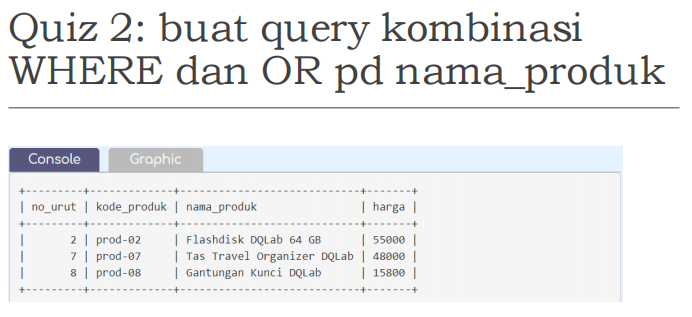 Quiz 2: buat query kombinasi
WHERE dan OR pd nama_produk
Console Graphic
+---------+-------------+----------------------------+-------+
| no_urut | kode_produk | nama_produk                | harga |
+---------+-------------+----------------------------+-------+
|       2 | prod-02     | Flashdisk DQLab 64 GB      | 55000 |
|       7 | prod-07     | Tas Travel Organizer DQLab | 48000 |
|       8 | prod-08     | Gantungan Kunci DQLab      | 15800 |
+---------+-------------+----------------------------+-------+